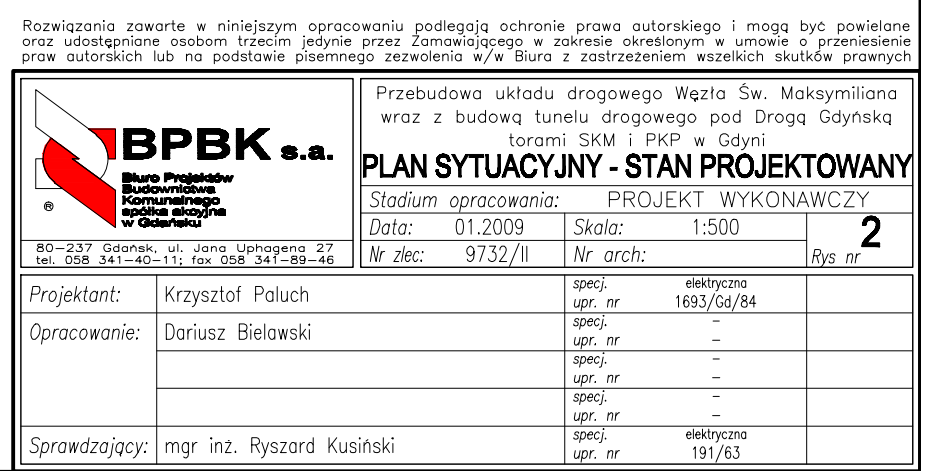 Rozwiązania zawarte w niniejszym opracowaniu podlegają ochronie prawa autorskiego i mogą być powielane
oraz udostępniane osobom trzecim jedynie przez Zamawiającego w zakresie określonym w umowie o przeniesienie
praw autorskich lub na podstawie pisemnego zezwolenia w/w Biura z zastrzeżeniem wszelkich skutków prawnych
BPBK s.a.
Biuro Projektów
Budownictwa
Komunalnego
spółka akcyjna
w Gdańsku
®
80-237 Gdańsk, ul. Jana Uphagena 27
tel. 058 341-40-11; fax 058 341-89-46
Przebudowa układu drogowego Węzła Św. Maksymiliana
wraz z budową tunelu drogowego pod Drogą Gdyńską
torami SKM i PKP w Gdyni
PLAN SYTUACYJNY - STAN PROJEKTOWANY
Stadium opracowania: PROJEKT WYKONAWCZY
Data: 01.2009 Skala: 1:500
Nr zlec: 9732/II Nr arch: Rys nr 2
Projektant: Krzysztof Paluch specj. elektryczna
upr. nr 1693/Gd/84
Opracowanie: Dariusz Bielawski specj. -
upr. nr -
specj. -
upr. nr -
specj. -
upr. nr -
Sprawdzający: mgr inż. Ryszard Kusiński specj. elektryczna
upr. nr 191/63